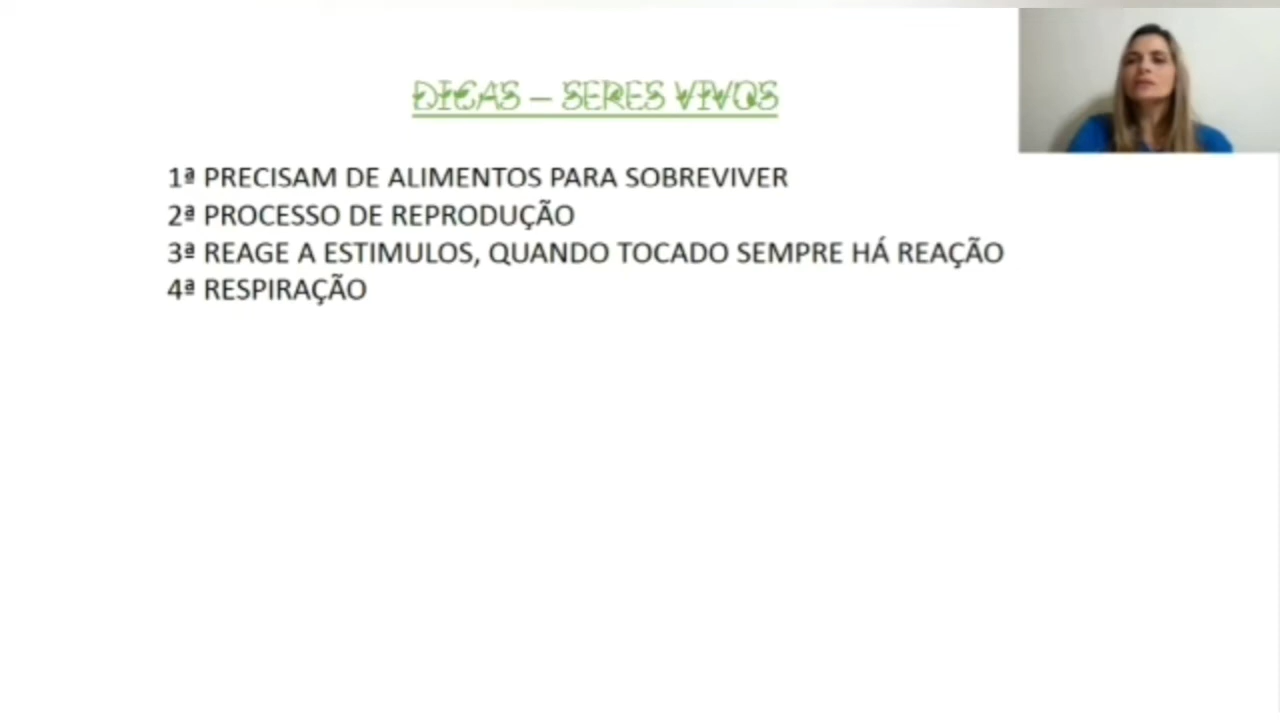 DICAS – SERES VIVOS
1ª PRECISAM DE ALIMENTOS PARA SOBREVIVER
2ª PROCESSO DE REPRODUÇÃO
3ª REAGE A ESTIMULOS, QUANDO TOCADO SEMPRE HÁ REAÇÃO
4ª RESPIRAÇÃO